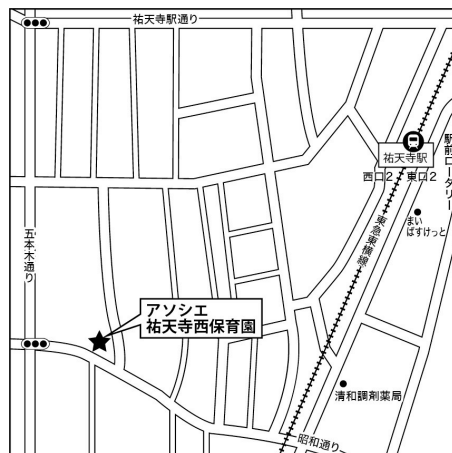 祐天寺駅通り
祐天寺駅
西口2
東口2
駅前ロータリー
まい
ばすけっと
東急東横線
五本木通り
アソシエ
祐天寺西保育園
清和調剤薬局
昭和通り